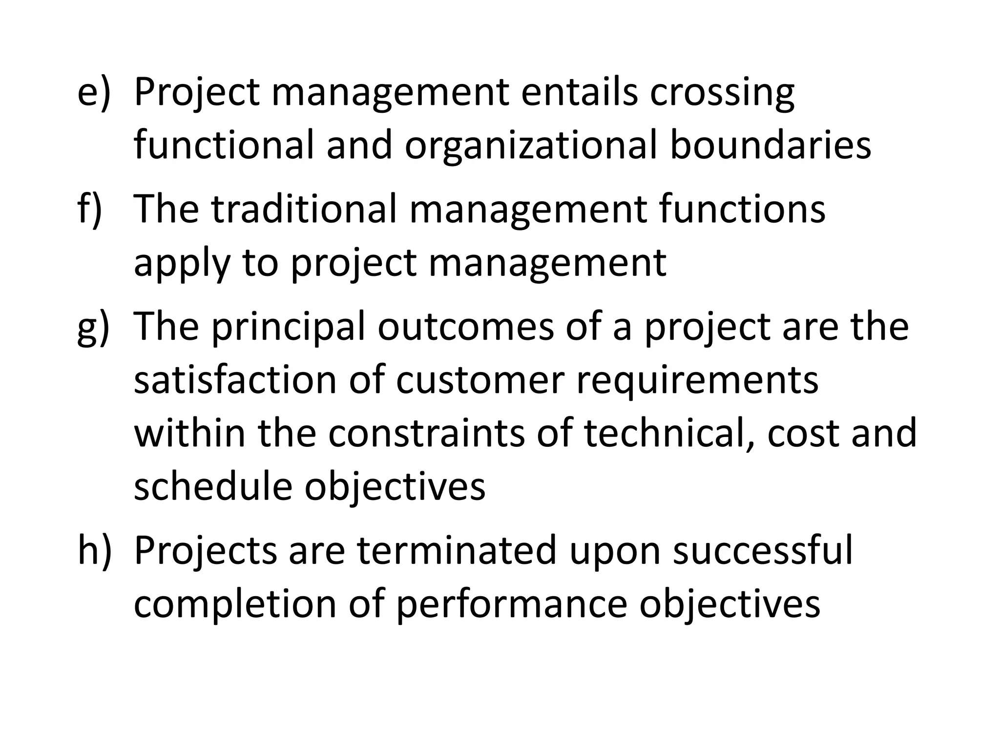 e) Project management entails crossing
functional and organizational boundaries
f) The traditional management functions
apply to project management
g) The principal outcomes of a project are the
satisfaction of customer requirements
within the constraints of technical, cost and
schedule objectives
h) Projects are terminated upon successful
completion of performance objectives